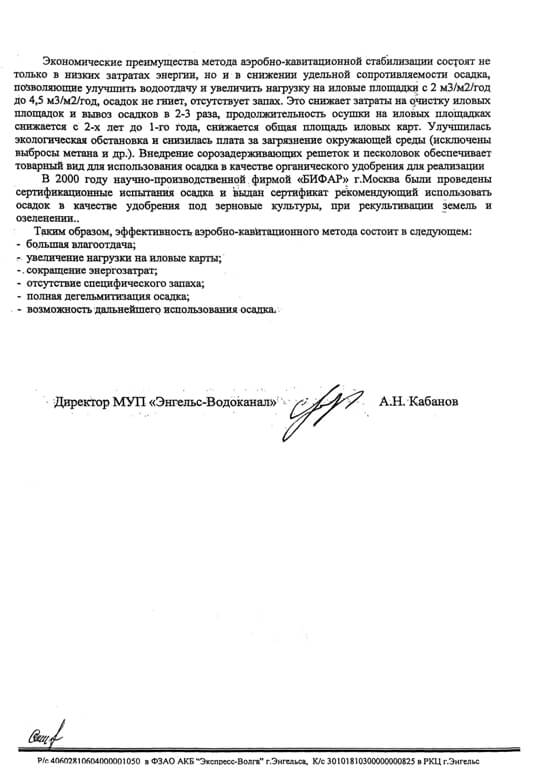 Экономические преимущества метода аэробно-кавитационной стабилизации состоят не
только в низких затратах энергии, но и в снижении удельной сопротивляемости осадка,
позволяющие улучшить водоотдачу и увеличить нагрузку на иловые площадки с 2 м3/м2/год
до 4,5 м3/м2/год, осадок не гниет, отсутствует запах. Это снижает затраты на очистку иловых
площадок и вывоз осадков в 2-3 раза, продолжительность осушки на иловых площадках
снижается с 2-х лет до 1-го года, снижается общая площадь иловых карт. Улучшилась
экологическая обстановка и снизилась плата за загрязнение окружающей среды (исключены
выбросы метана и др.). Внедрение сорозадерживающих решеток и песколовок обеспечивает
товарный вид для использования осадка в качестве органического удобрения для реализации
В 2000 году научно-производственной фирмой «БИФАР» г.Москва были проведены
сертификационные испытания осадка и выдан сертификат рекомендующий использовать
осадок в качестве удобрения под зерновые культуры, при рекультивации земель и
озеленении..
Таким образом, эффективность аэробно-кавитационного метода состоит в следующем:
- большая влагоотдача;
- увеличение нагрузки на иловые карты;
- сокращение энергозатрат;
- отсутствие специфического запаха;
- полная дегельмитизация осадка;
- возможность дальнейшего использования осадка.
Директор МУП «Энгельс-Водоканал» А.Н. Кабанов
Р/с 40602810604000001050 в ФЗАО АКБ "Экспресс-Волга" г.Энгельса, К/с 30101810300000000825 в РКЦ г.Энгельс